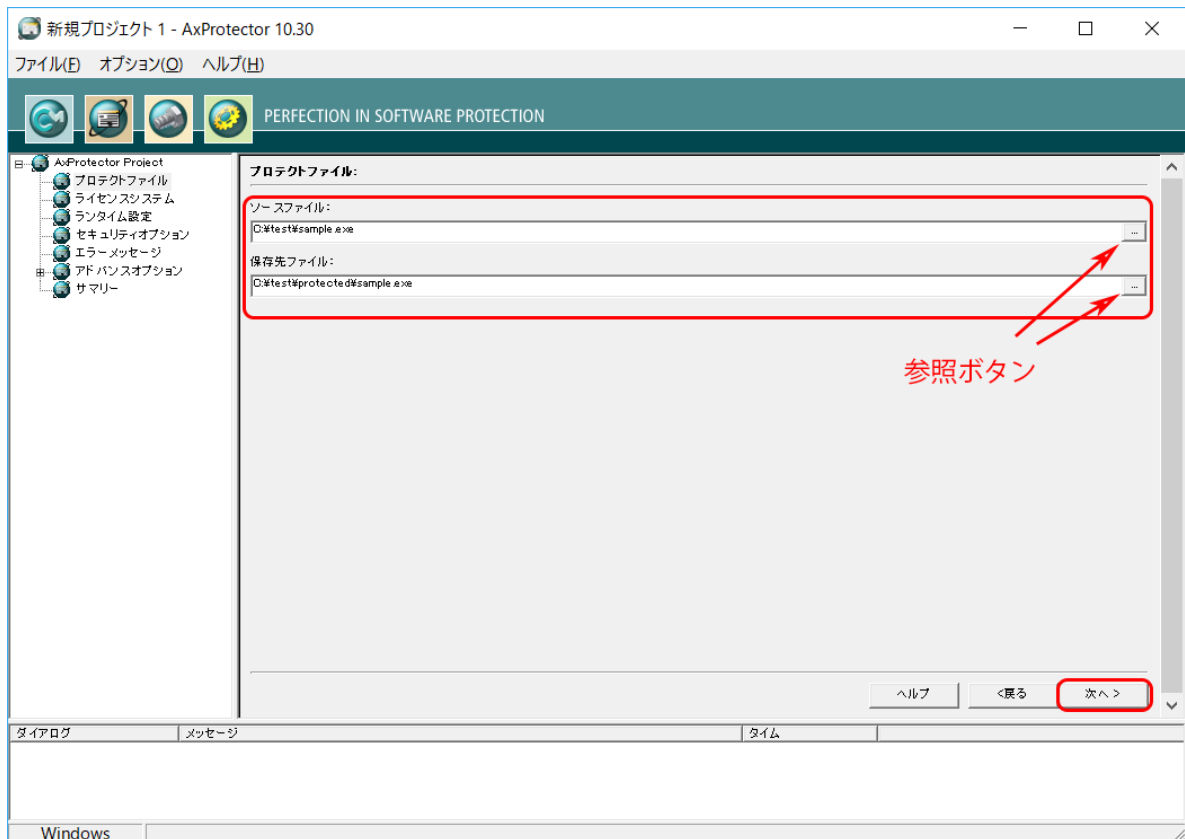 新規プロジェクト 1 - AxProtector 10.30
ファイル(F) オプション(O) ヘルプ(H)
PERFECTION IN SOFTWARE PROTECTION
AxProtector Project
プロテクトファイル
ライセンスシステム
ランタイム設定
セキュリティオプション
エラーメッセージ
アドバンスオプション
サマリー
プロテクトファイル:
ソースファイル:
C:¥test¥sample.exe
...
保存先ファイル:
C:¥test¥protected¥sample.exe
...
参照ボタン
ヘルプ
<戻る
次へ >
ダイアログ メッセージ タイム
Windows